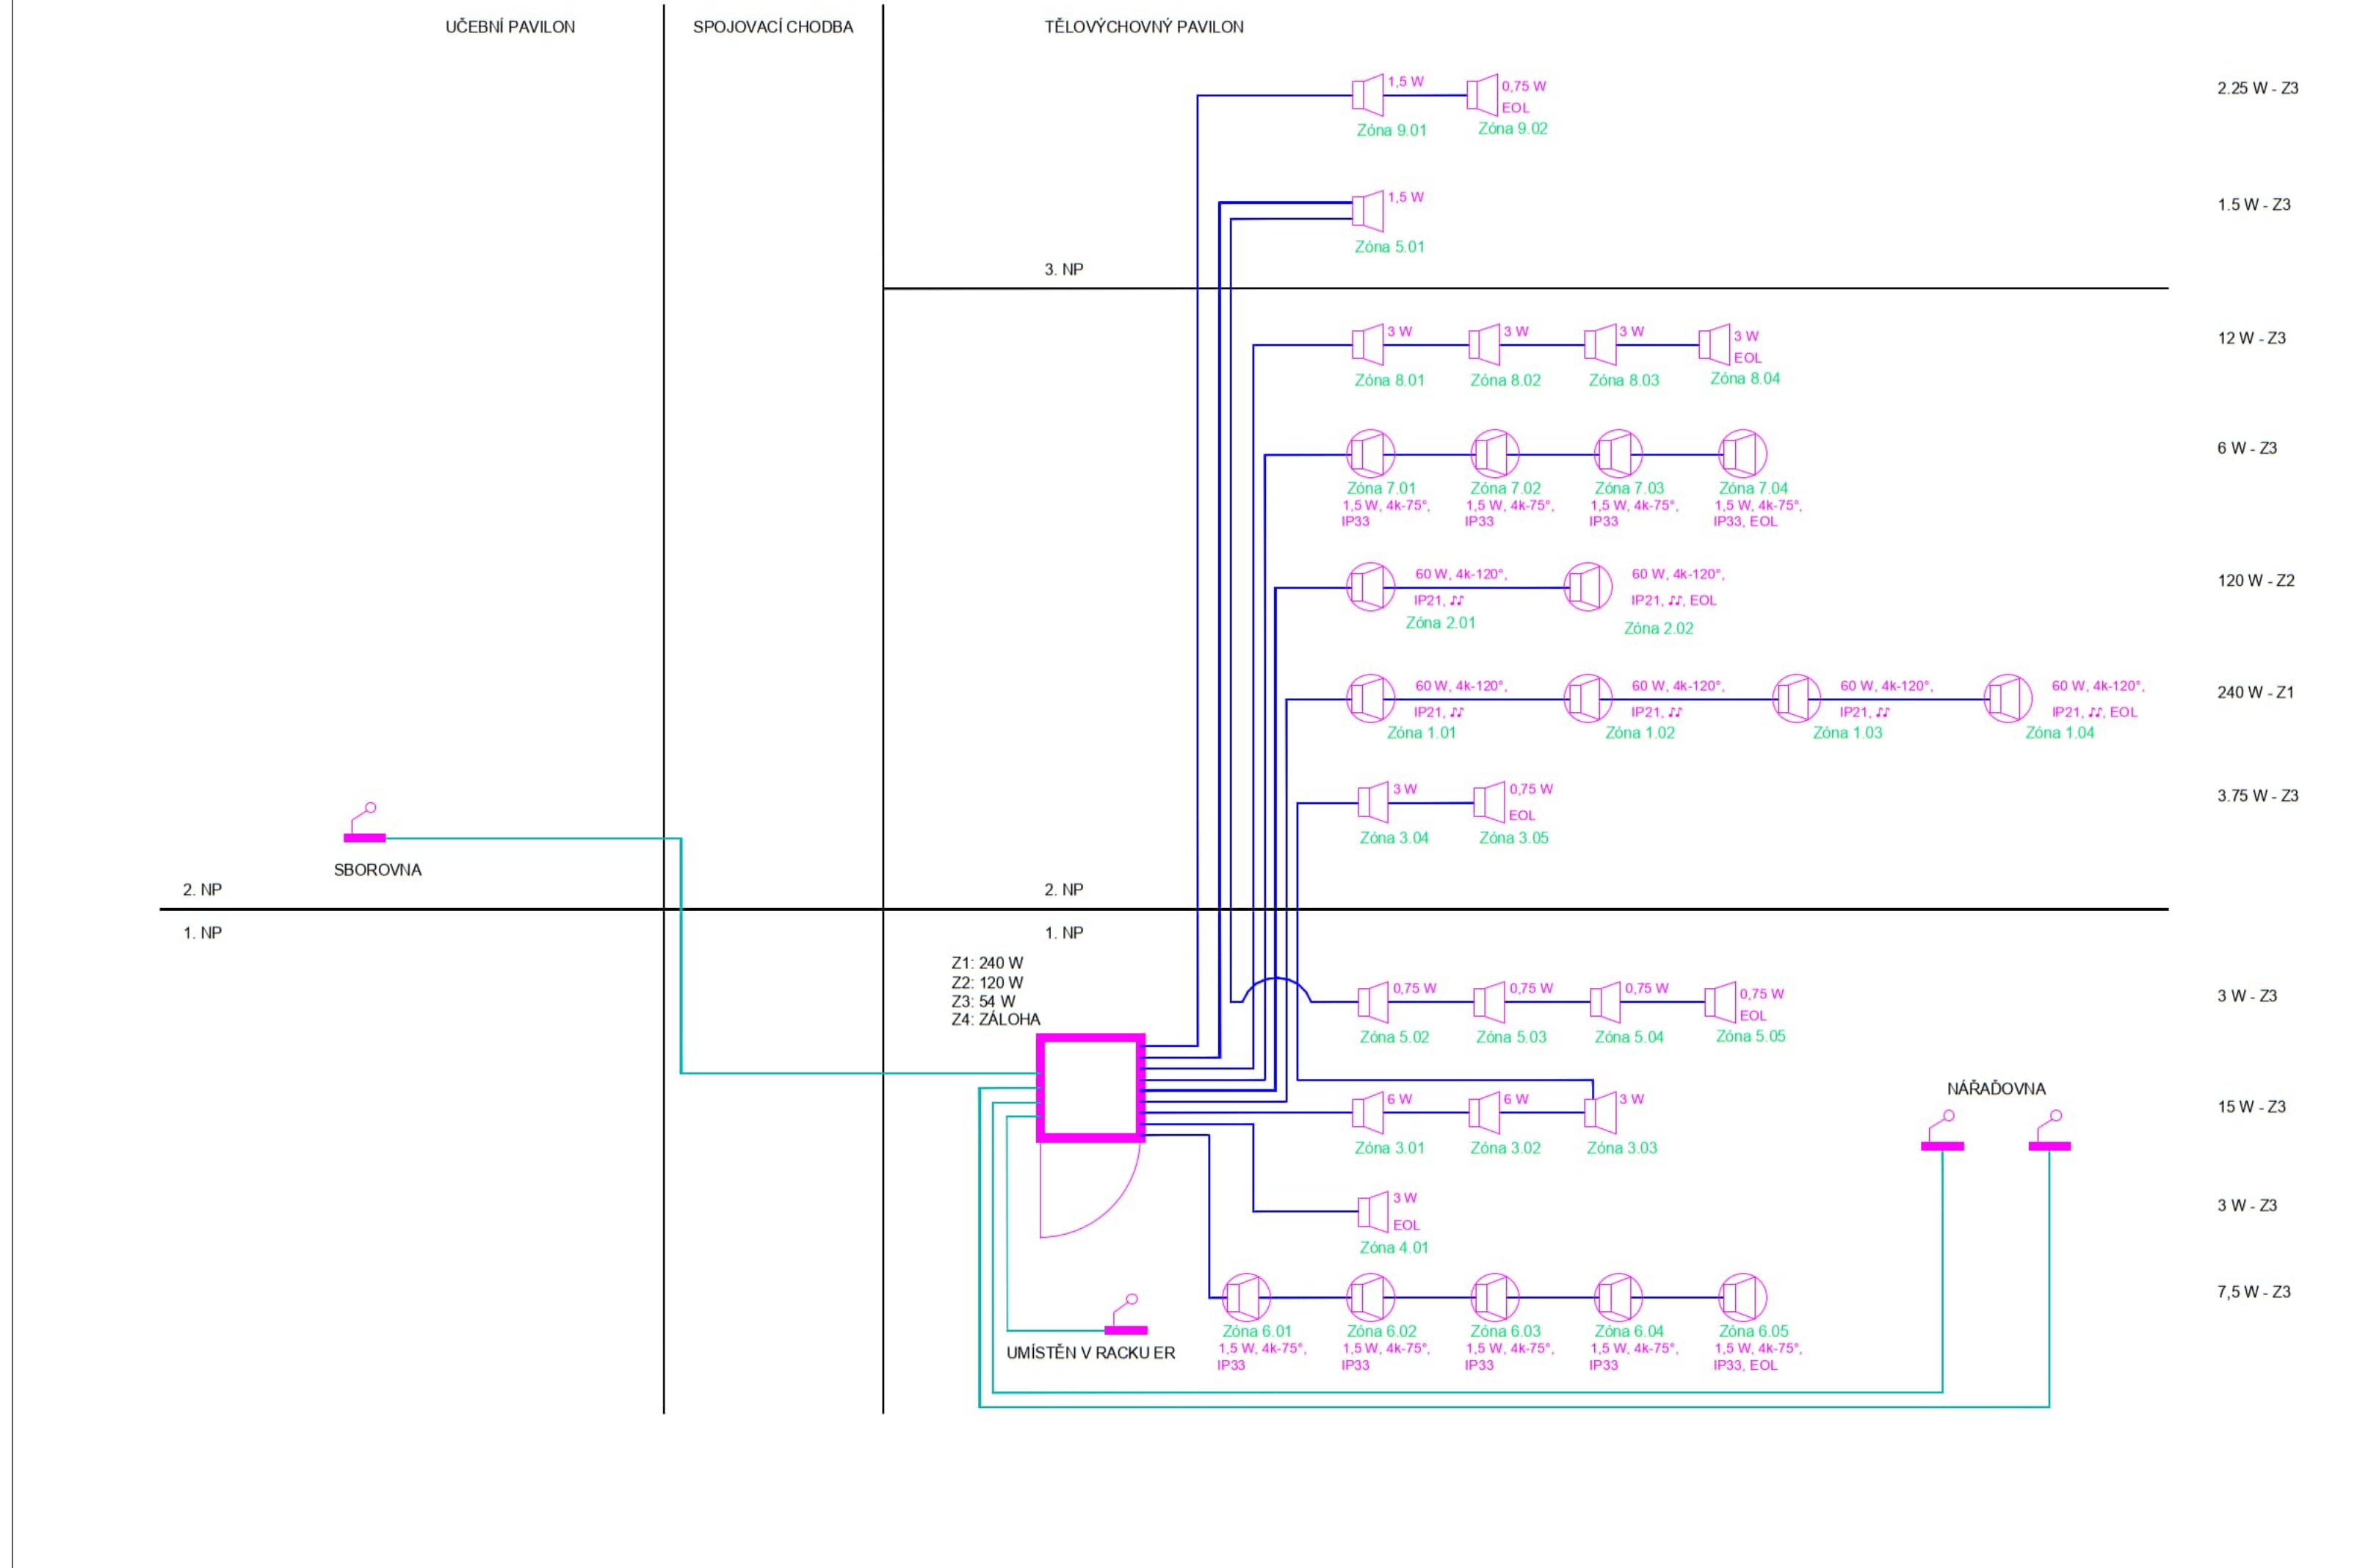 UČEBNÍ PAVILON
SPOJOVACÍ CHODBA
TĚLOVÝCHOVNÝ PAVILON
1,5 W
0,75 W
EOL
Zóna 9.01
Zóna 9.02
2.25 W - Z3
1,5 W
Zóna 5.01
1.5 W - Z3
3. NP
3 W
3 W
3 W
3 W
EOL
Zóna 8.01
Zóna 8.02
Zóna 8.03
Zóna 8.04
12 W - Z3
6 W - Z3
Zóna 7.01
1,5 W, 4k-75°,
IP33
Zóna 7.02
1,5 W, 4k-75°,
IP33
Zóna 7.03
1,5 W, 4k-75°,
IP33
Zóna 7.04
1,5 W, 4k-75°,
IP33, EOL
60 W, 4k-120°,
IP21, ♪♪
Zóna 2.01
60 W, 4k-120°,
IP21, ♪♪, EOL
Zóna 2.02
120 W - Z2
60 W, 4k-120°,
IP21, ♪♪
Zóna 1.01
60 W, 4k-120°,
IP21, ♪♪
Zóna 1.02
60 W, 4k-120°,
IP21, ♪♪
Zóna 1.03
60 W, 4k-120°,
IP21, ♪♪, EOL
Zóna 1.04
240 W - Z1
3 W
0,75 W
EOL
Zóna 3.04
Zóna 3.05
3.75 W - Z3
SBOROVNA
2. NP
2. NP
1. NP
1. NP
Z1: 240 W
Z2: 120 W
Z3: 54 W
Z4: ZÁLOHA
0,75 W
0,75 W
0,75 W
0,75 W
EOL
Zóna 5.02
Zóna 5.03
Zóna 5.04
Zóna 5.05
3 W - Z3
6 W
6 W
3 W
Zóna 3.01
Zóna 3.02
Zóna 3.03
NÁŘAĎOVNA
15 W - Z3
3 W
EOL
Zóna 4.01
3 W - Z3
7,5 W - Z3
Zóna 6.01
1,5 W, 4k-75°,
IP33
Zóna 6.02
1,5 W, 4k-75°,
IP33
Zóna 6.03
1,5 W, 4k-75°,
IP33
Zóna 6.04
1,5 W, 4k-75°,
IP33
Zóna 6.05
1,5 W, 4k-75°,
IP33, EOL
UMÍSTĚN V RACKU ER